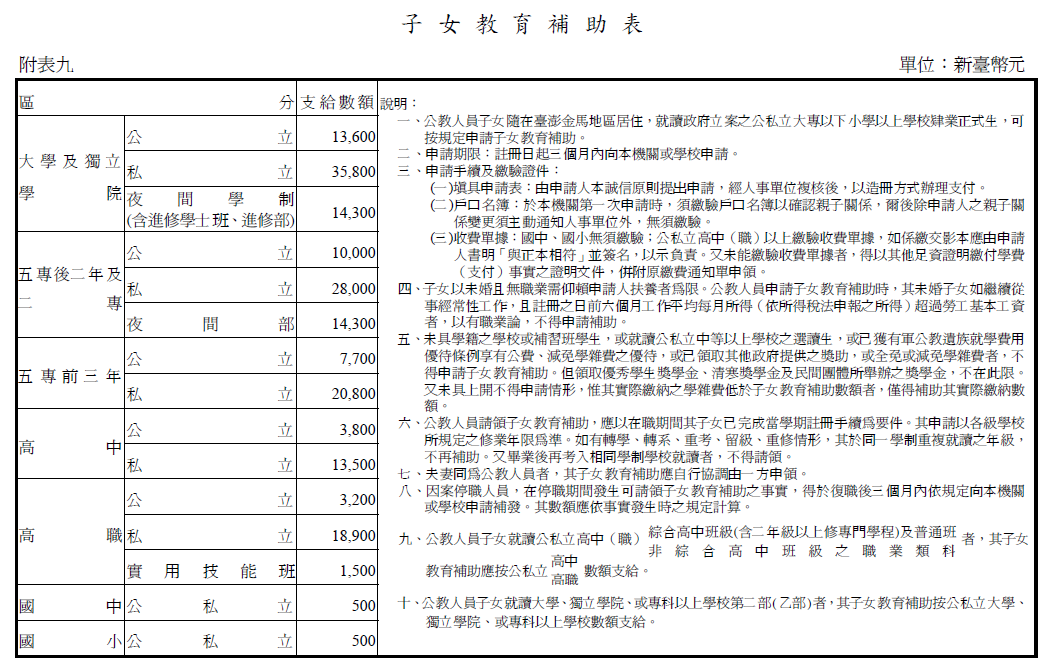 子女教育補助表
附表九 單位：新臺幣元
區分 支給數額
大學及獨立學院 公立 13,600
私立 35,800
夜間學制(含進修學士班、進修部) 14,300
五專後二年及二專 公立 10,000
私立 28,000
夜間部 14,300
五專前三年 公立 7,700
私立 20,800
高中 公立 3,800
私立 13,500
高職 公立 3,200
私立 18,900
實用技能班 1,500
國中 公私立 500
國小 公私立 500
說明：
一、公教人員子女隨在臺澎金馬地區居住，就讀政府立案之公私立大專以下小學以上學校肄業正式生，可
按規定申請子女教育補助。
二、申請期限：註冊日起三個月內向本機關或學校申請。
三、申請手續及繳驗證件：
(一)填具申請表：由申請人本誠信原則提出申請，經人事單位複核後，以造冊方式辦理支付。
(二)戶口名簿：於本機關第一次申請時，須繳驗戶口名簿以確認親子關係，爾後除申請人之親子關
係變更須主動通知人事單位外，無須繳驗。
(三)收費單據：國中、國小無須繳驗；公私立高中（職）以上繳驗收費單據，如係繳交影本應由申請
人書明「與正本相符」並簽名，以示負責。又未能繳驗收費單據者，得以其他足資證明繳付學費
（支付）事實之證明文件，併附原繳費通知單申領。
四、子女以未婚且無職業需仰賴申請人扶養者為限。公教人員申請子女教育補助時，其未婚子女如繼續從
事經常性工作，且註冊之日前六個月工作平均每月所得（依所得稅法申報之所得）超過勞工基本工資
者，以有職業論，不得申請補助。
五、未具學籍之學校或補習班學生，或就讀公私立中等以上學校之選讀生，或已獲有軍公教遺族就學費用
優待條例享有公費、減免學雜費之優待，或已領取其他政府提供之獎助，或全免或減免學雜費者，不
得申請子女教育補助。但領取優秀學生獎學金、清寒獎學金及民間團體所舉辦之獎學金，不在此限。
又未具上開不得申請情形，惟其實際繳納之學雜費低於子女教育補助數額者，僅得補助其實際繳納數
額。
六、公教人員請領子女教育補助，應以在職期間其子女已完成當學期註冊手續為要件。其申請以各級學校
所規定之修業年限為準。如有轉學、轉系、重考、留級、重修情形，其於同一學制重複就讀之年級，
不再補助。又畢業後再考入相同學制學校就讀者，不得請領。
七、夫妻同為公教人員者，其子女教育補助應自行協調由一方申領。
八、因案停職人員，在停職期間發生可請領子女教育補助之事實，得於復職後三個月內依規定向本機關
或學校申請補發。其數額應依事實發生時之規定計算。
九、公教人員子女就讀公私立高中（職） 綜合高中班級(含二年級以上修專門學程)及普通班 者，其子女
非綜合高中班級之職業類科
教育補助應按公私立 高中 數額支給。
高職
十、公教人員子女就讀大學、獨立學院、或專科以上學校第二部(乙部)者，其子女教育補助按公私立大學、
獨立學院、或專科以上學校數額支給。